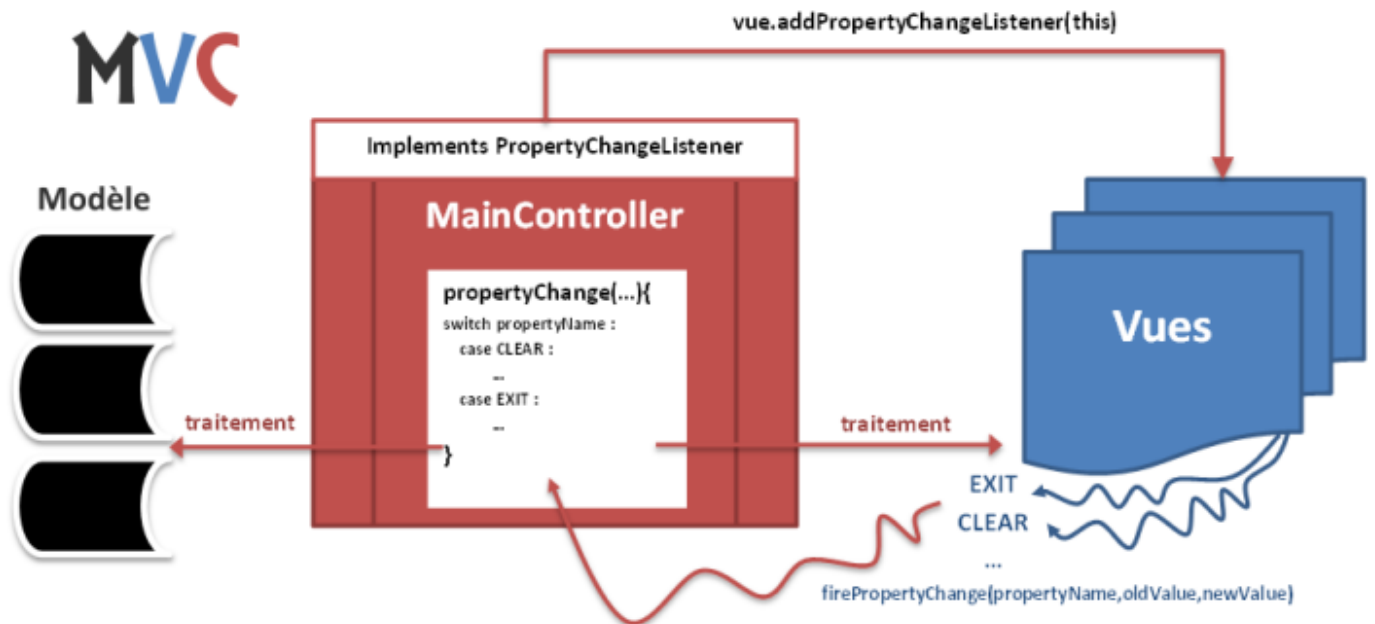 vue.addPropertyChangeListener(this)
MVC
Implements PropertyChangeListener
Modèle
MainController
propertyChange(...){
switch propertyName :
case CLEAR :
...
case EXIT :
...
}
Vues
traitement
traitement
EXIT
CLEAR
...
firePropertyChange(propertyName,oldValue,newValue)